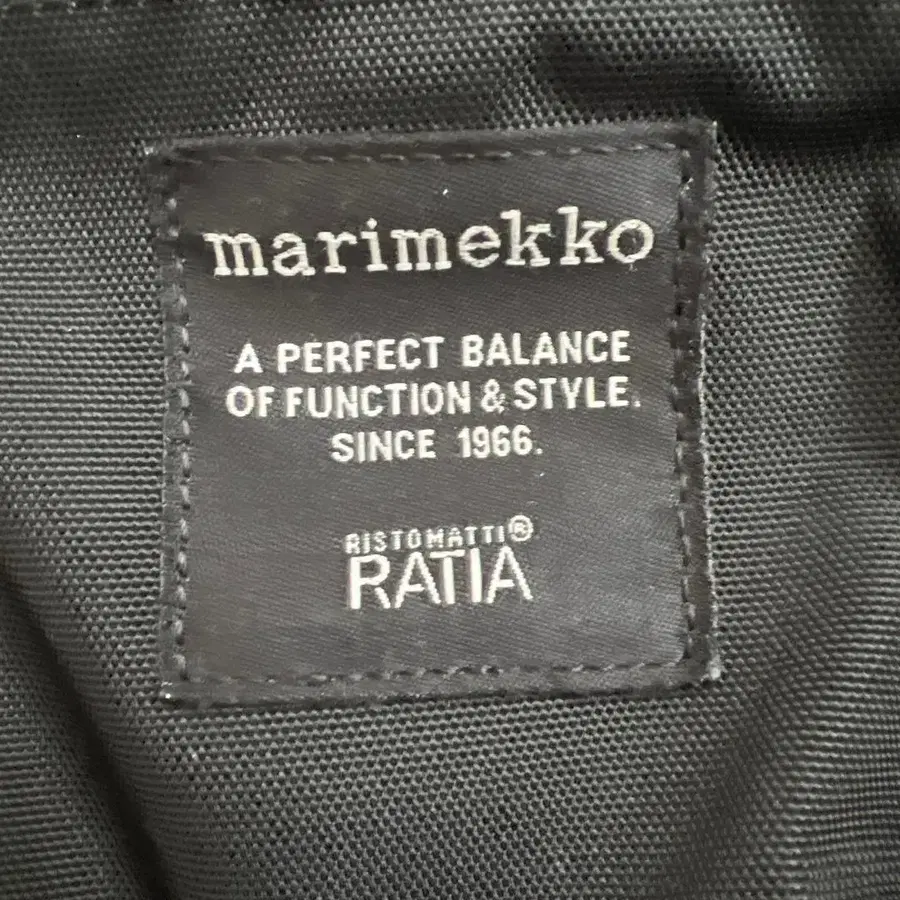 marimekko
A PERFECT BALANCE
OF FUNCTION & STYLE.
SINCE 1966.
RISTOMATTI®
RATIA